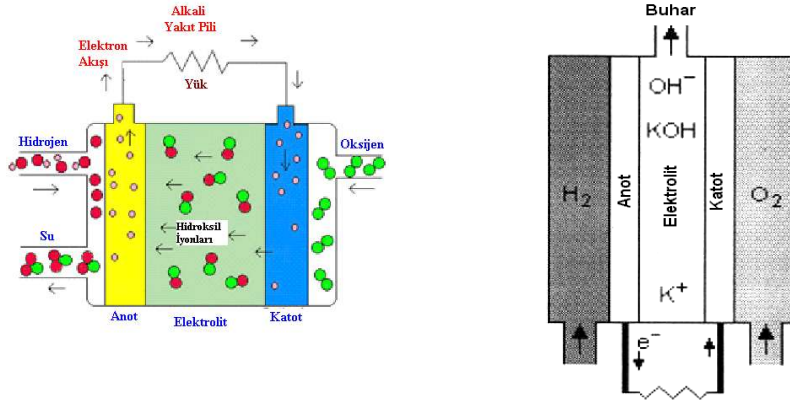 Alkali
Yakıt Pili
Elektron
Akışı
Yük
Hidrojen
Oksijen
Su
Hidroksil
İyonları
Anot
Elektrolit
Katot
Buhar
OH⁻
KOH
H₂
Anot
Elektrolit
Katot
O₂
K⁺
e⁻